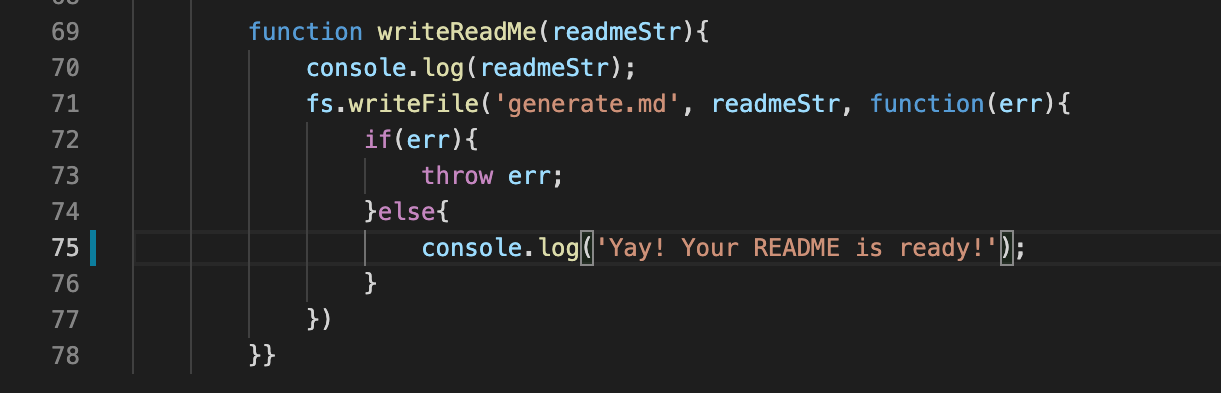 69 function writeReadMe(readmeStr){
70 console.log(readmeStr);
71 fs.writeFile('generate.md', readmeStr, function(err){
72 if(err){
73 throw err;
74 }else{
75 console.log('Yay! Your README is ready!');
76 }
77 })
78 }}